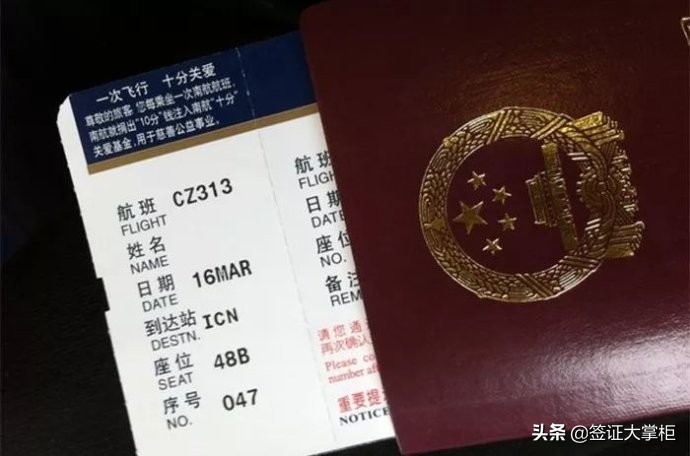 一次飞行 十分关爱
尊敬的旅客,您每乘坐一次南航航班,
南航就捐出"10分"钱注入南航"十分"
关爱基金,用于慈善公益事业。
航班 CZ313
FLIGHT
姓名
NAME
日期 16MAR
DATE
到达站 ICN
DESTN.
座位 48B
SEAT
序号 047
NO.
航班
FLIGH
日期
DATE
座位
NO.
备注
REM
请您通
再次确认
Please co
number af
重要提
NOTICE
头条 @签证大掌柜